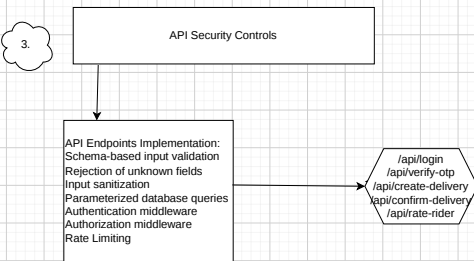 API Security Controls
3.
API Endpoints Implementation:
Schema-based input validation
Rejection of unknown fields
Input sanitization
Parameterized database queries
Authentication middleware
Authorization middleware
Rate Limiting
/api/login
/api/verify-otp
/api/create-delivery
/api/confirm-delivery
/api/rate-rider